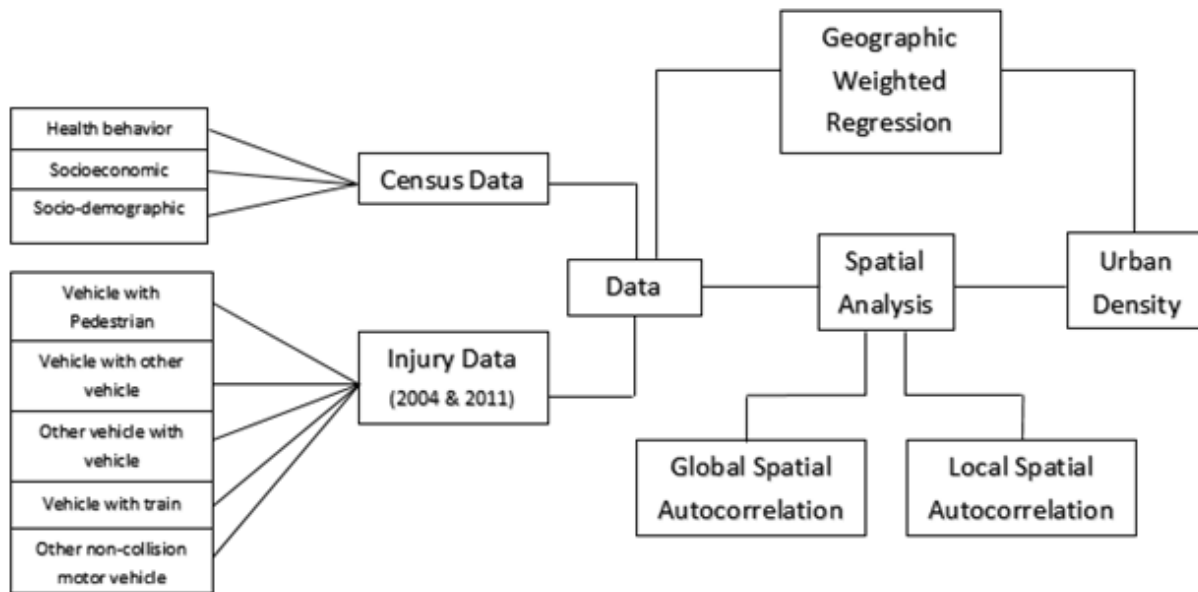 Health behavior
Socioeconomic
Socio-demographic
Vehicle with
Pedestrian
Vehicle with other
vehicle
Other vehicle with
vehicle
Vehicle with train
Other non-collision
motor vehicle
Census Data
Injury Data
(2004 & 2011)
Data
Geographic
Weighted
Regression
Spatial
Analysis
Urban
Density
Global Spatial
Autocorrelation
Local Spatial
Autocorrelation